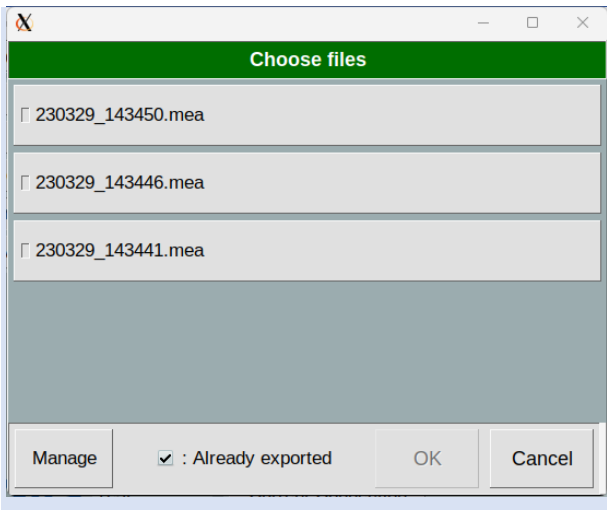 Choose files
230329_143450.mea
230329_143446.mea
230329_143441.mea
Manage : Already exported OK Cancel